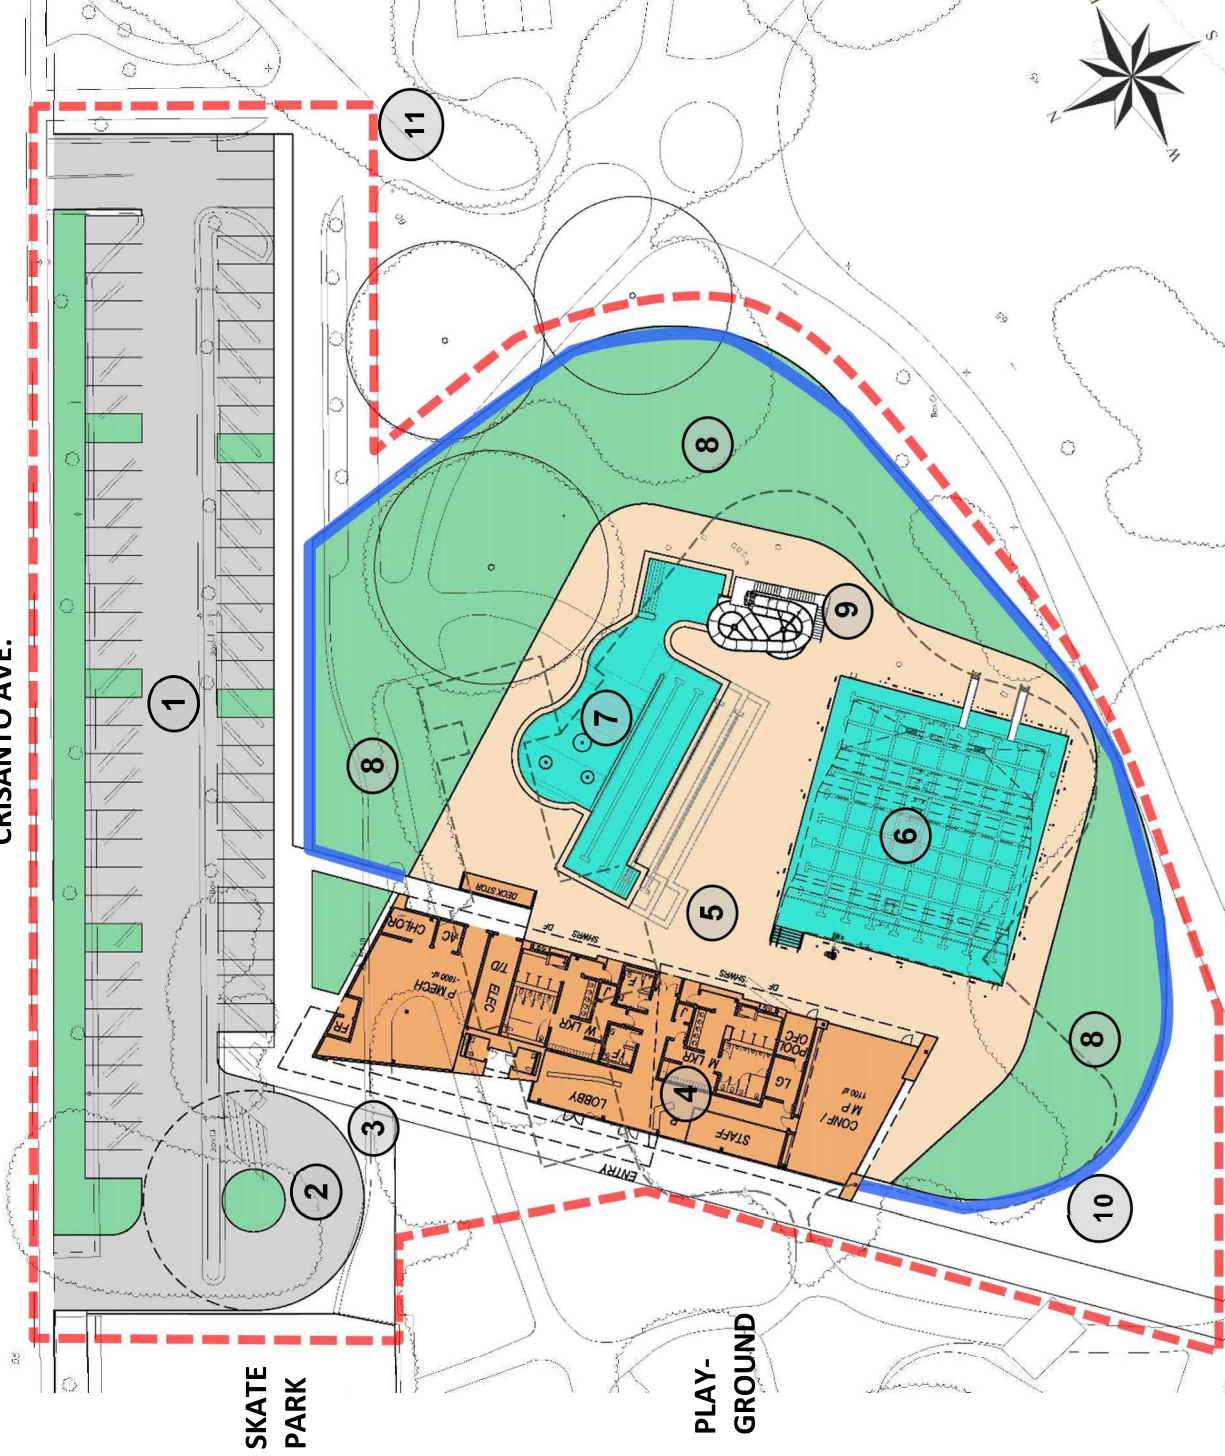 CRISANTO AVE.
SKATE
PARK
PLAY-
GROUND
1
2
3
4
5
6
7
8
8
8
9
10
11
DECK STOR
CHLOR
AC
P MECH
-1800 sf-
FR
T/D
ELEC
W LKR
F
F
J
M LKR
LOBBY
STAFF
LG
POOL
OFC
CONF /
M P
1100 sf
ENTRY
DF
SHWRS
SHWRS
DF
N
S
W